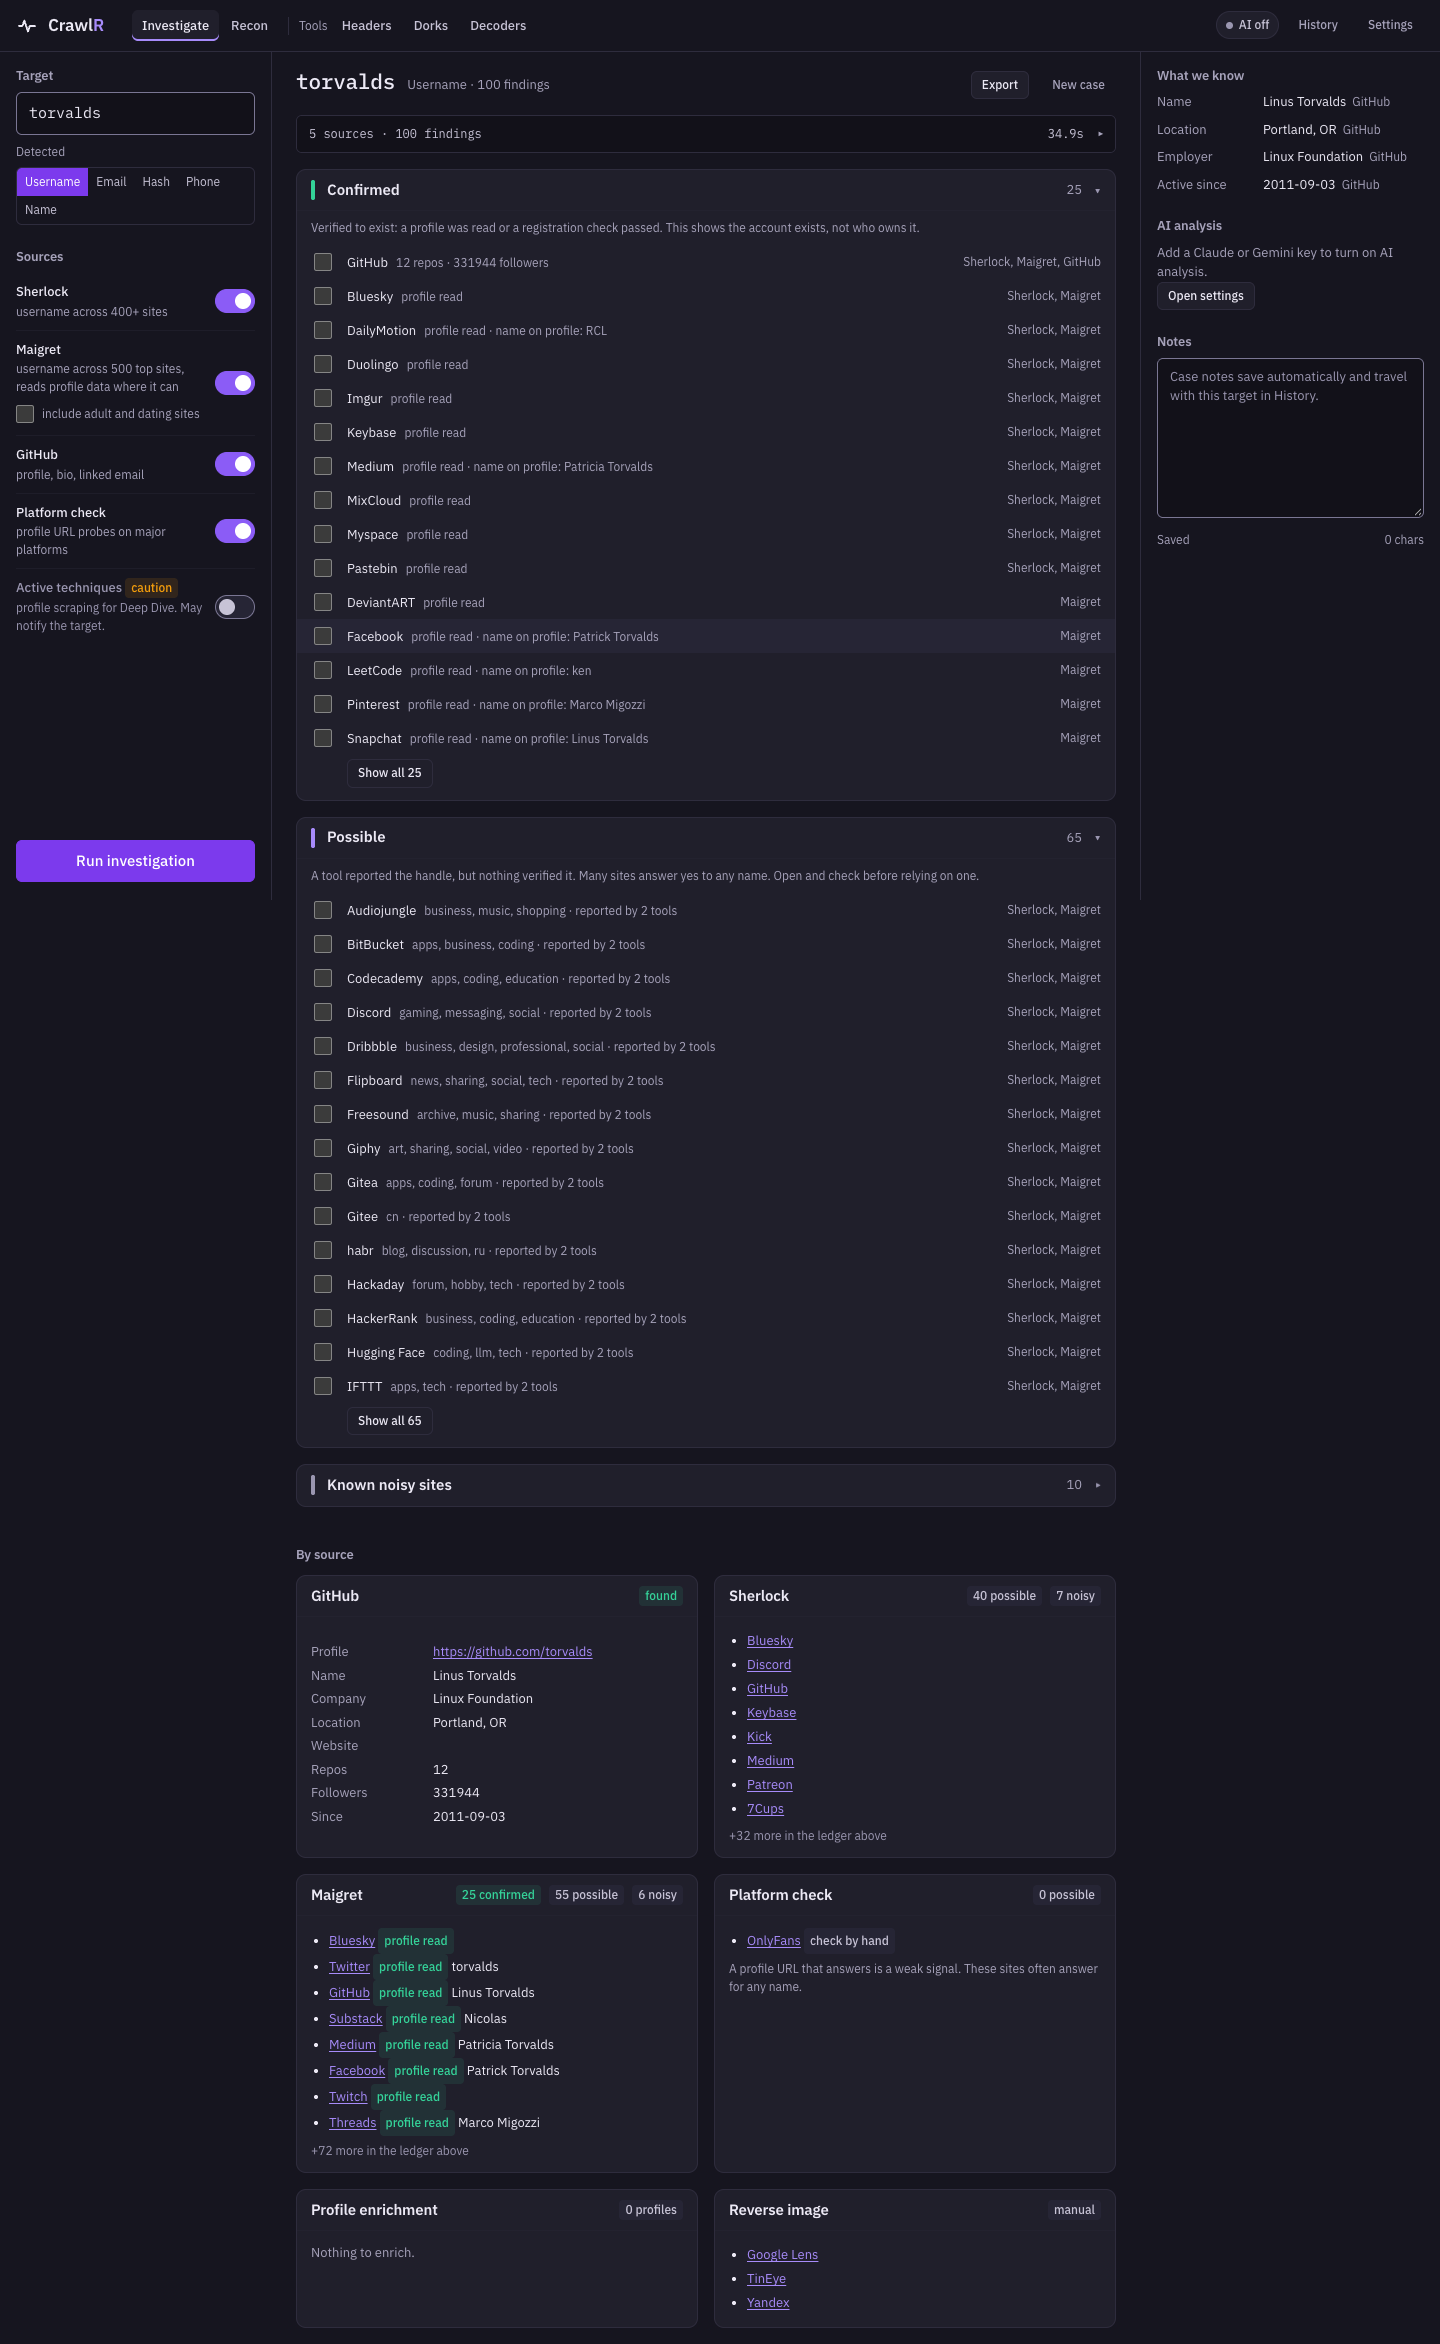 CrawlR
Investigate
Recon
Tools
Headers
Dorks
Decoders
AI off
History
Settings
Target
torvalds
Detected
Username Email Hash Phone
Name
Sources
Sherlock
username across 400+ sites
Maigret
username across 500 top sites,
reads profile data where it can
include adult and dating sites
GitHub
profile, bio, linked email
Platform check
profile URL probes on major
platforms
Active techniques caution
profile scraping for Deep Dive. May
notify the target.
Run investigation
torvalds Username · 100 findings
Export
New case
5 sources · 100 findings 34.9s
Confirmed 25
Verified to exist: a profile was read or a registration check passed. This shows the account exists, not who owns it.
GitHub 12 repos · 331944 followers Sherlock, Maigret, GitHub
Bluesky profile read Sherlock, Maigret
DailyMotion profile read · name on profile: RCL Sherlock, Maigret
Duolingo profile read Sherlock, Maigret
Imgur profile read Sherlock, Maigret
Keybase profile read Sherlock, Maigret
Medium profile read · name on profile: Patricia Torvalds Sherlock, Maigret
MixCloud profile read Sherlock, Maigret
Myspace profile read Sherlock, Maigret
Pastebin profile read Sherlock, Maigret
DeviantART profile read Maigret
Facebook profile read · name on profile: Patrick Torvalds Maigret
LeetCode profile read · name on profile: ken Maigret
Pinterest profile read · name on profile: Marco Migozzi Maigret
Snapchat profile read · name on profile: Linus Torvalds Maigret
Show all 25
Possible 65
A tool reported the handle, but nothing verified it. Many sites answer yes to any name. Open and check before relying on one.
Audiojungle business, music, shopping · reported by 2 tools Sherlock, Maigret
BitBucket apps, business, coding · reported by 2 tools Sherlock, Maigret
Codecademy apps, coding, education · reported by 2 tools Sherlock, Maigret
Discord gaming, messaging, social · reported by 2 tools Sherlock, Maigret
Dribbble business, design, professional, social · reported by 2 tools Sherlock, Maigret
Flipboard news, sharing, social, tech · reported by 2 tools Sherlock, Maigret
Freesound archive, music, sharing · reported by 2 tools Sherlock, Maigret
Giphy art, sharing, social, video · reported by 2 tools Sherlock, Maigret
Gitea apps, coding, forum · reported by 2 tools Sherlock, Maigret
Gitee cn · reported by 2 tools Sherlock, Maigret
habr blog, discussion, ru · reported by 2 tools Sherlock, Maigret
Hackaday forum, hobby, tech · reported by 2 tools Sherlock, Maigret
HackerRank business, coding, education · reported by 2 tools Sherlock, Maigret
Hugging Face coding, llm, tech · reported by 2 tools Sherlock, Maigret
IFTTT apps, tech · reported by 2 tools Sherlock, Maigret
Show all 65
Known noisy sites 10
By source
GitHub found
Profile https://github.com/torvalds
Name Linus Torvalds
Company Linux Foundation
Location Portland, OR
Website
Repos 12
Followers 331944
Since 2011-09-03
Sherlock 40 possible 7 noisy
Bluesky
Discord
GitHub
Keybase
Kick
Medium
Patreon
7Cups
+32 more in the ledger above
Maigret 25 confirmed 55 possible 6 noisy
Bluesky profile read
Twitter profile read torvalds
GitHub profile read Linus Torvalds
Substack profile read Nicolas
Medium profile read Patricia Torvalds
Facebook profile read Patrick Torvalds
Twitch profile read
Threads profile read Marco Migozzi
+72 more in the ledger above
Platform check 0 possible
OnlyFans check by hand
A profile URL that answers is a weak signal. These sites often answer
for any name.
Profile enrichment 0 profiles
Nothing to enrich.
Reverse image manual
Google Lens
TinEye
Yandex
What we know
Name Linus Torvalds GitHub
Location Portland, OR GitHub
Employer Linux Foundation GitHub
Active since 2011-09-03 GitHub
AI analysis
Add a Claude or Gemini key to turn on AI
analysis.
Open settings
Notes
Case notes save automatically and travel
with this target in History.
Saved 0 chars